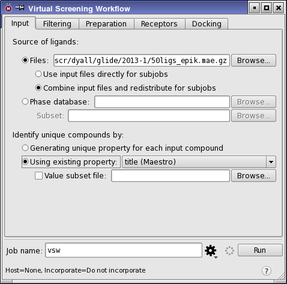 Virtual Screening Workflow
Input Filtering Preparation Receptors Docking
Source of ligands:
Files: scr/dyall/glide/2013-1/50ligs_epik.mae.gz Browse...
Use input files directly for subjobs
Combine input files and redistribute for subjobs
Phase database: Browse...
Subset: Browse...
Identify unique compounds by:
Generating unique property for each input compound
Using existing property: title (Maestro)
Value subset file: Browse...
Job name: vsw Run
Host=None, Incorporate=Do not incorporate ?